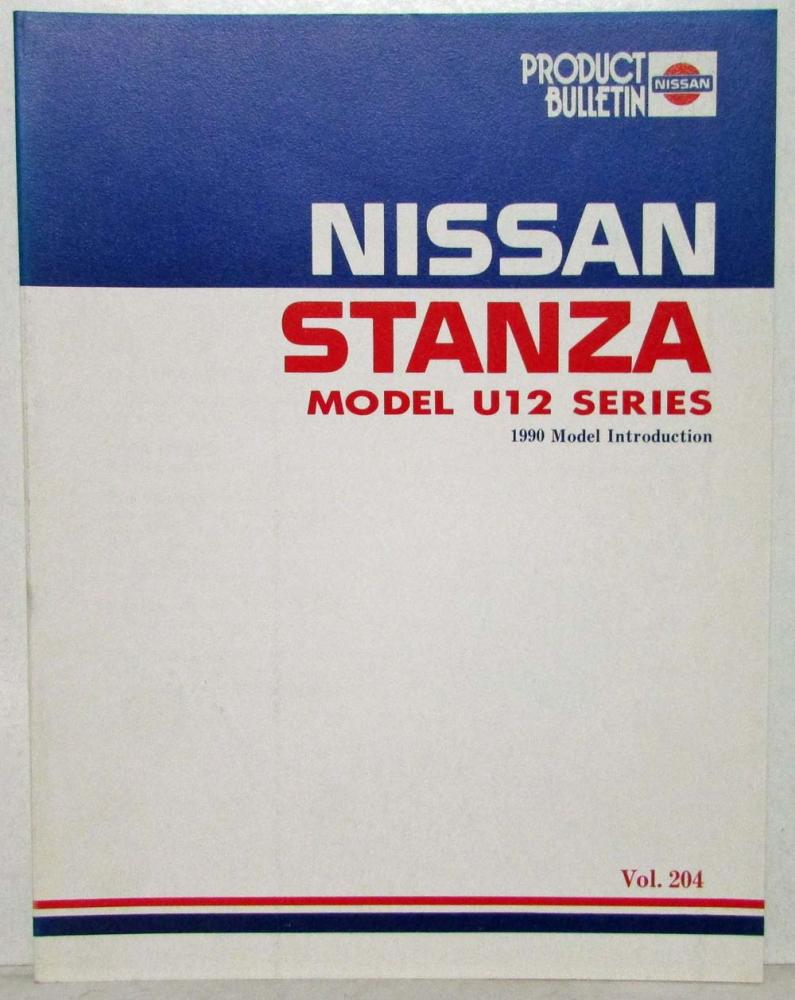 PRODUCT
BULLETIN
NISSAN
NISSAN
STANZA
MODEL U12 SERIES
1990 Model Introduction
Vol. 204